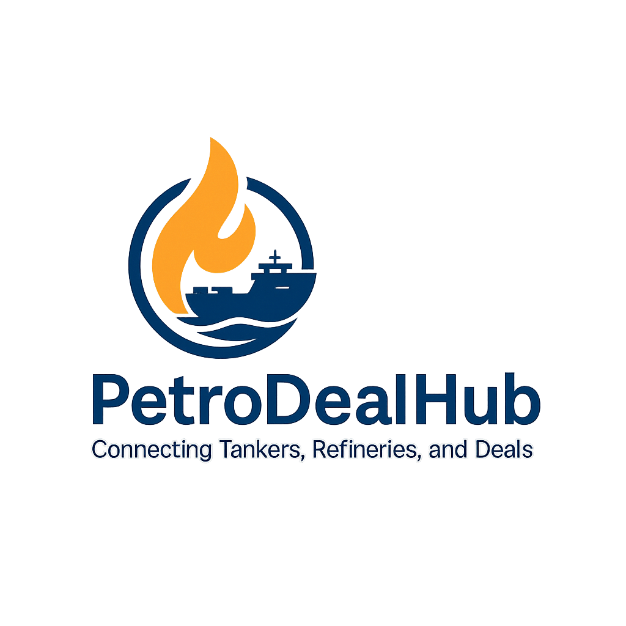 PetroDealHub
Connecting Tankers, Refineries, and Deals